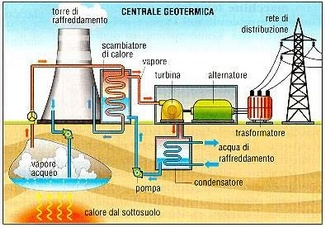 torre di
raffreddamento
CENTRALE GEOTERMICA
rete di
distribuzione
scambiatore
di calore
vapore
turbina
alternatore
trasformatore
vapore
acqueo
acqua di
raffreddamento
pompa
condensatore
calore dal sottosuolo